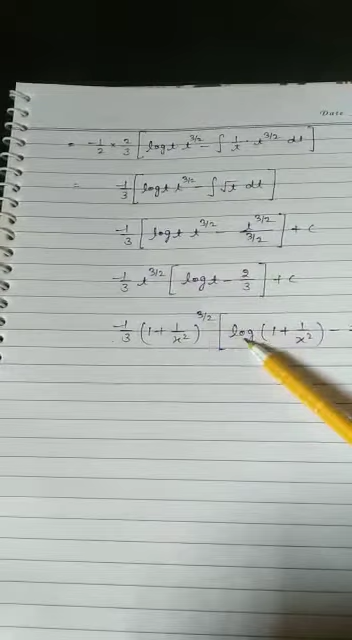 Date
= -1/2 × 2/3 [log t t^3/2 - ∫ 1/t · t^3/2 dt]
= -1/3 [log t t^3/2 - ∫ √t dt]
-1/3 [log t t^3/2 - t^3/2 / 3/2] + c
-1/3 t^3/2 [log t - 2/3] + c
-1/3 (1 + 1/x²)^3/2 [log (1 + 1/x²) -